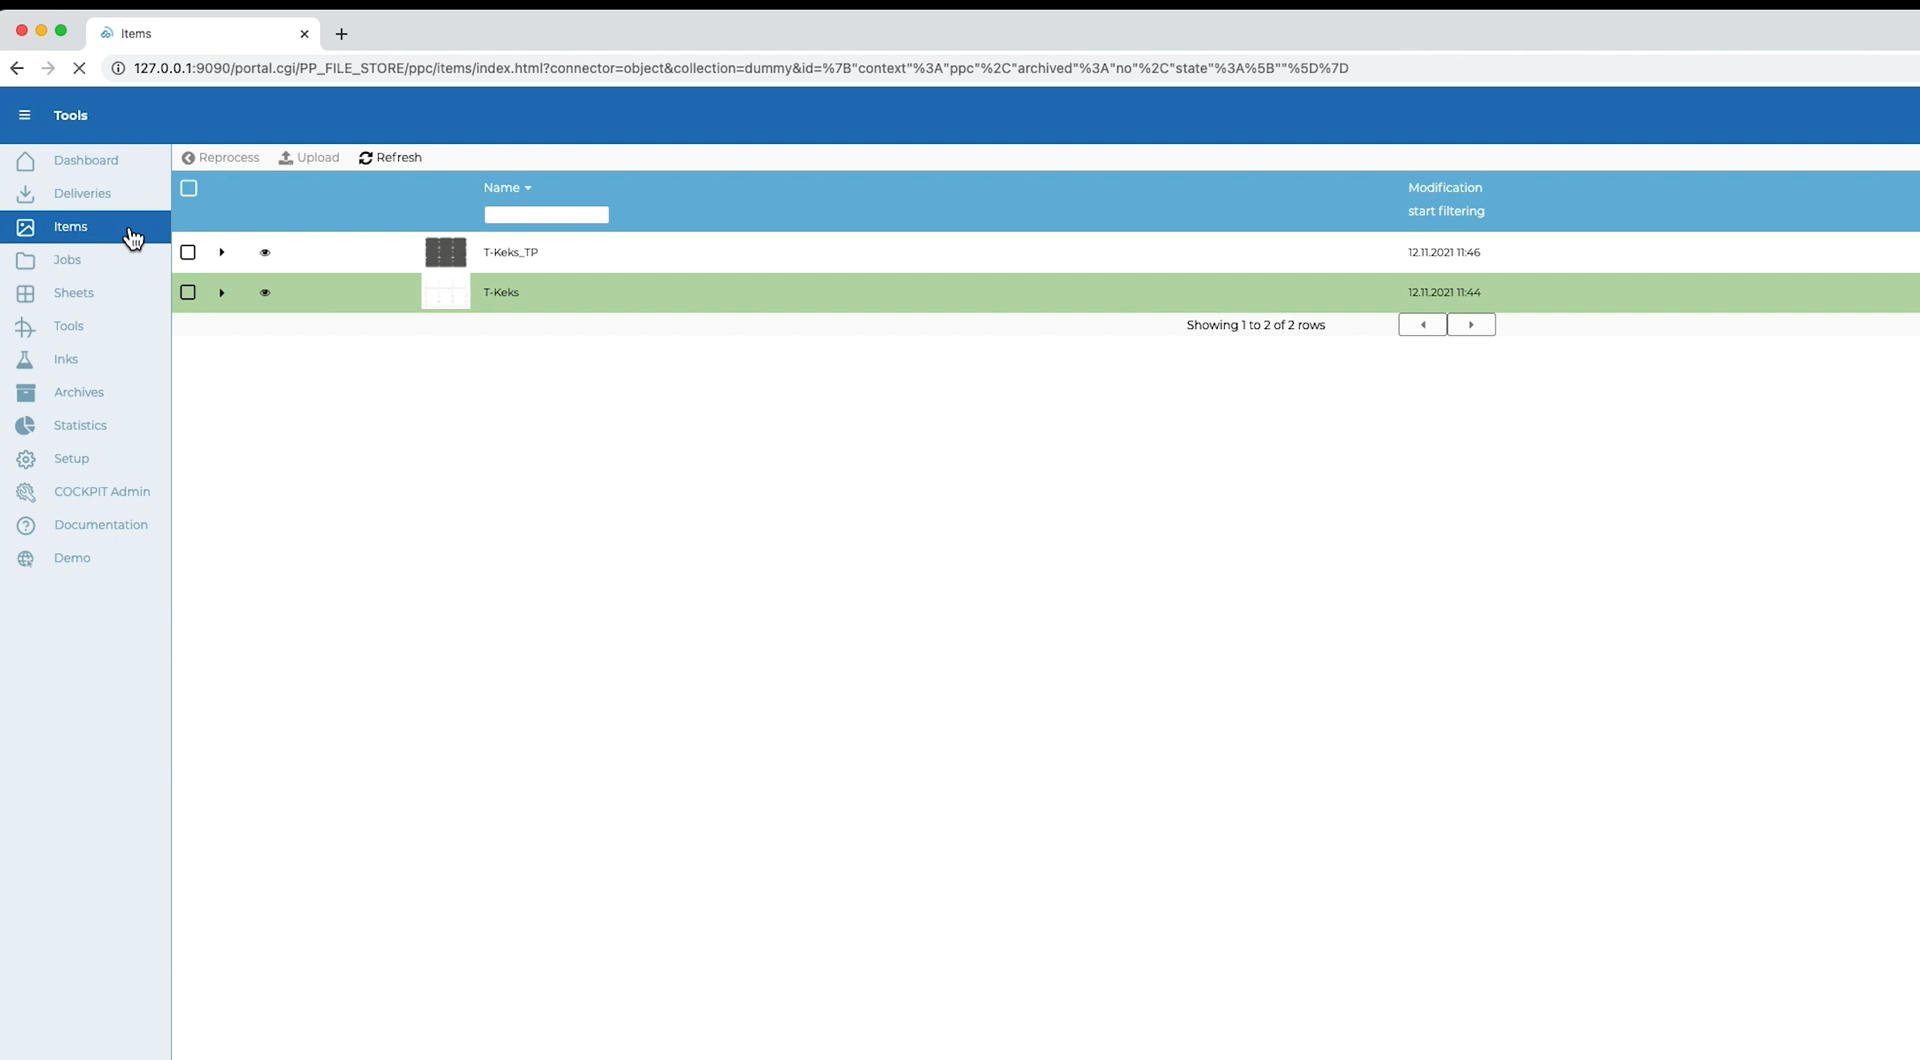 Items
127.0.0.1:9090/portal.cgi/PP_FILE_STORE/ppc/items/index.html?connector=object&collection=dummy&id=%7B"context"%3A"ppc"%2C"archived"%3A"no"%2C"state"%3A%5B""%5D%7D
Tools
Dashboard
Deliveries
Items
Jobs
Sheets
Tools
Inks
Archives
Statistics
Setup
COCKPIT Admin
Documentation
Demo
Reprocess Upload Refresh
Name Modification
start filtering
T-Keks_TP 12.11.2021 11:46
T-Keks 12.11.2021 11:44
Showing 1 to 2 of 2 rows